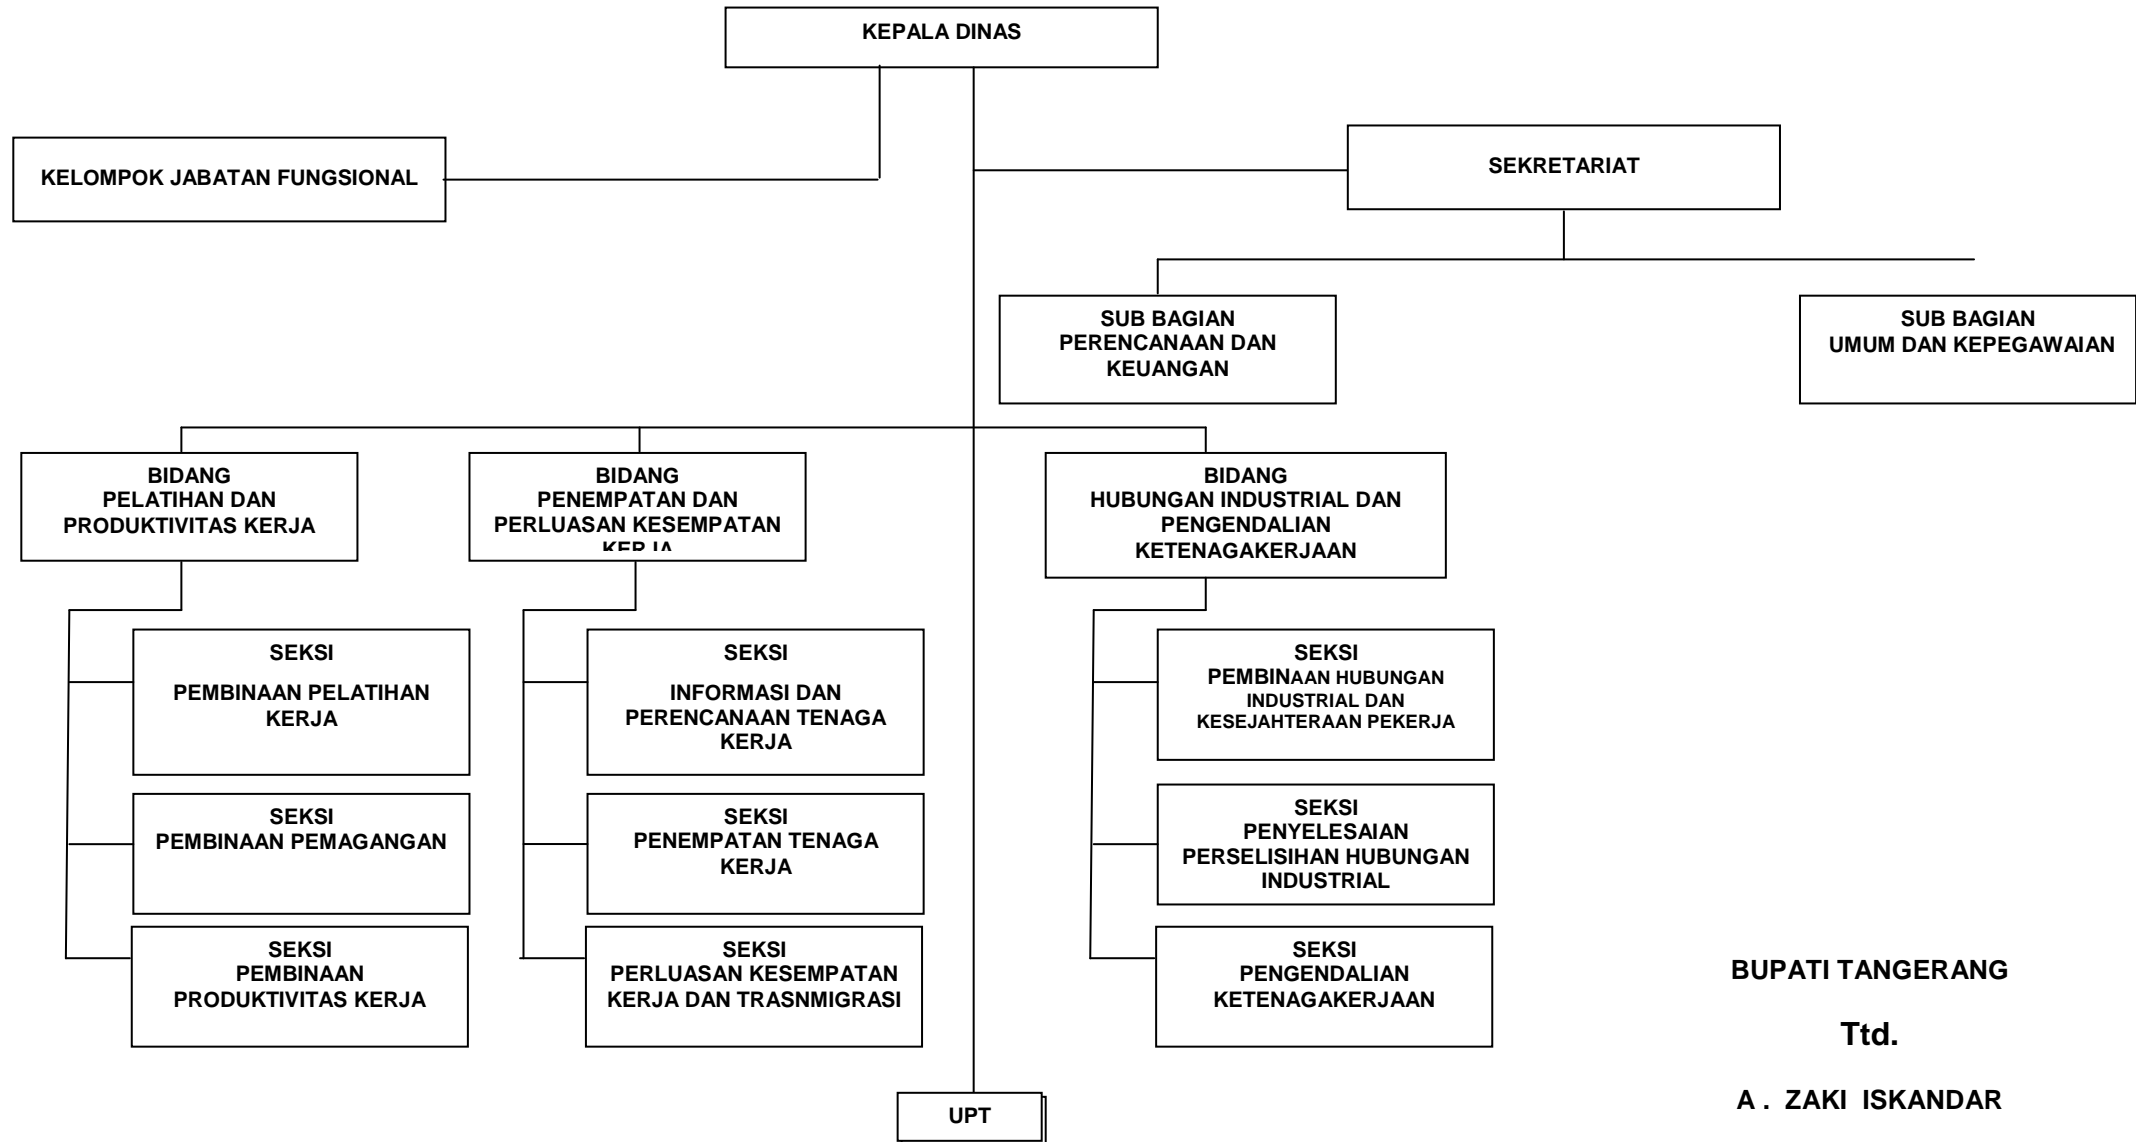 KEPALA DINAS
KELOMPOK JABATAN FUNGSIONAL
SEKRETARIAT
SUB BAGIAN
PERENCANAAN DAN
KEUANGAN
SUB BAGIAN
UMUM DAN KEPEGAWAIAN
BIDANG
PELATIHAN DAN
PRODUKTIVITAS KERJA
BIDANG
PENEMPATAN DAN
PERLUASAN KESEMPATAN
KERJA
BIDANG
HUBUNGAN INDUSTRIAL DAN
PENGENDALIAN
KETENAGAKERJAAN
SEKSI
PEMBINAAN PELATIHAN
KERJA
SEKSI
INFORMASI DAN
PERENCANAAN TENAGA
KERJA
SEKSI
PEMBINAAN HUBUNGAN
INDUSTRIAL DAN
KESEJAHTERAAN PEKERJA
SEKSI
PEMBINAAN PEMAGANGAN
SEKSI
PENEMPATAN TENAGA
KERJA
SEKSI
PENYELESAIAN
PERSELISIHAN HUBUNGAN
INDUSTRIAL
SEKSI
PEMBINAAN
PRODUKTIVITAS KERJA
SEKSI
PERLUASAN KESEMPATAN
KERJA DAN TRASNMIGRASI
SEKSI
PENGENDALIAN
KETENAGAKERJAAN
UPT
BUPATI TANGERANG
Ttd.
A . ZAKI ISKANDAR